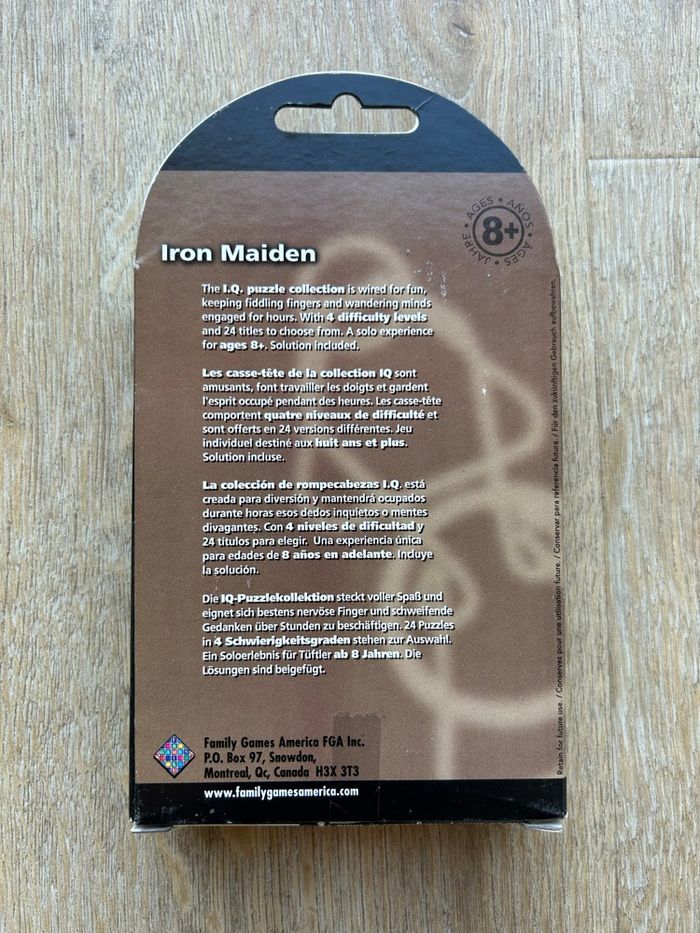 AGES • AÑOS • ÂGES • JAHRE •
8+
Iron Maiden
The I.Q. puzzle collection is wired for fun,
keeping fiddling fingers and wandering minds
engaged for hours. With 4 difficulty levels
and 24 titles to choose from. A solo experience
for ages 8+. Solution included.
Les casse-tête de la collection IQ sont
amusants, font travailler les doigts et gardent
l'esprit occupé pendant des heures. Les casse-tête
comportent quatre niveaux de difficulté et
sont offerts en 24 versions différentes. Jeu
individuel destiné aux huit ans et plus.
Solution incluse.
La colección de rompecabezas I.Q. está
creada para diversión y mantendrá ocupados
durante horas esos dedos inquietos o mentes
divagantes. Con 4 niveles de dificultad y
24 títulos para elegir. Una experiencia única
para edades de 8 años en adelante. Incluye
la solución.
Die IQ-Puzzlekollektion steckt voller Spaß und
eignet sich bestens nervöse Finger und schweifende
Gedanken über Stunden zu beschäftigen. 24 Puzzles
in 4 Schwierigkeitsgraden stehen zur Auswahl.
Ein Soloerlebnis für Tüftler ab 8 Jahren. Die
Lösungen sind beigefügt.
Family Games America FGA Inc.
P.O. Box 97, Snowdon,
Montreal, Qc, Canada H3X 3T3
www.familygamesamerica.com
Retain for future use. / Conservez pour une utilisation future. / Conservar para referencia futura. / Für den zukünftigen Gebrauch aufbewahren.